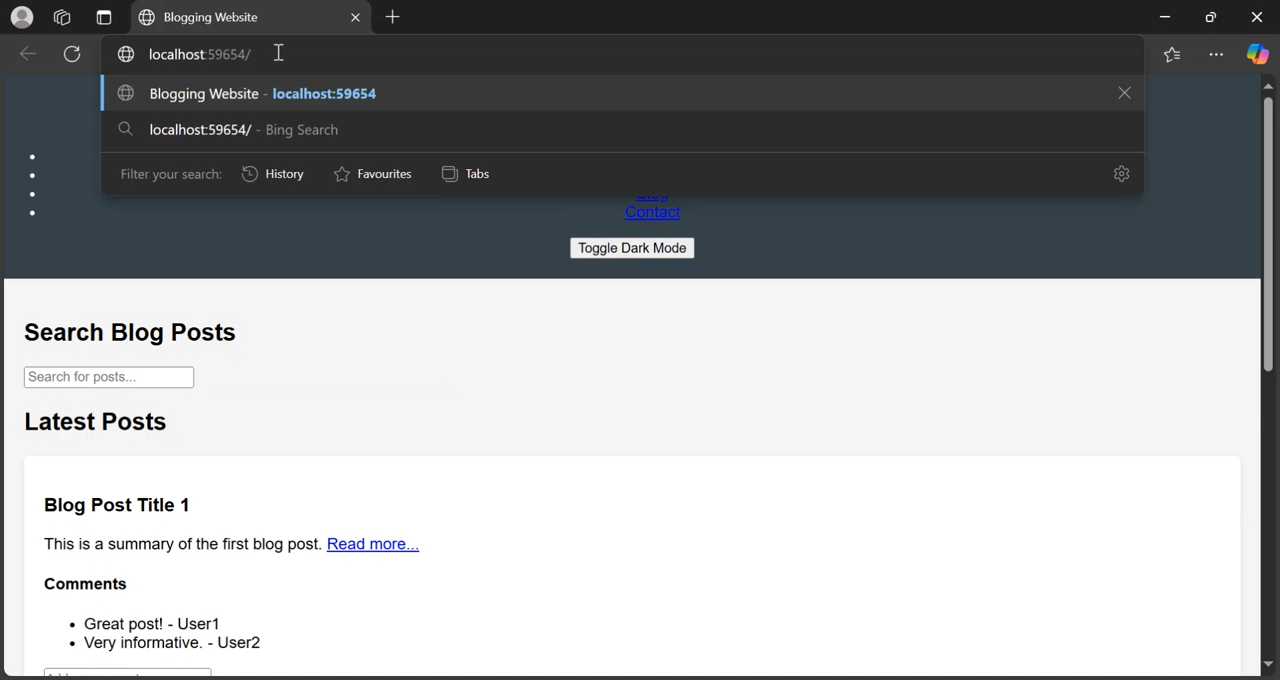 Blogging Website
localhost:59654/
Blogging Website - localhost:59654
localhost:59654/ - Bing Search
Filter your search: History Favourites Tabs
Blog
Contact
Toggle Dark Mode
Search Blog Posts
Search for posts...
Latest Posts
Blog Post Title 1
This is a summary of the first blog post. Read more...
Comments
• Great post! - User1
• Very informative. - User2